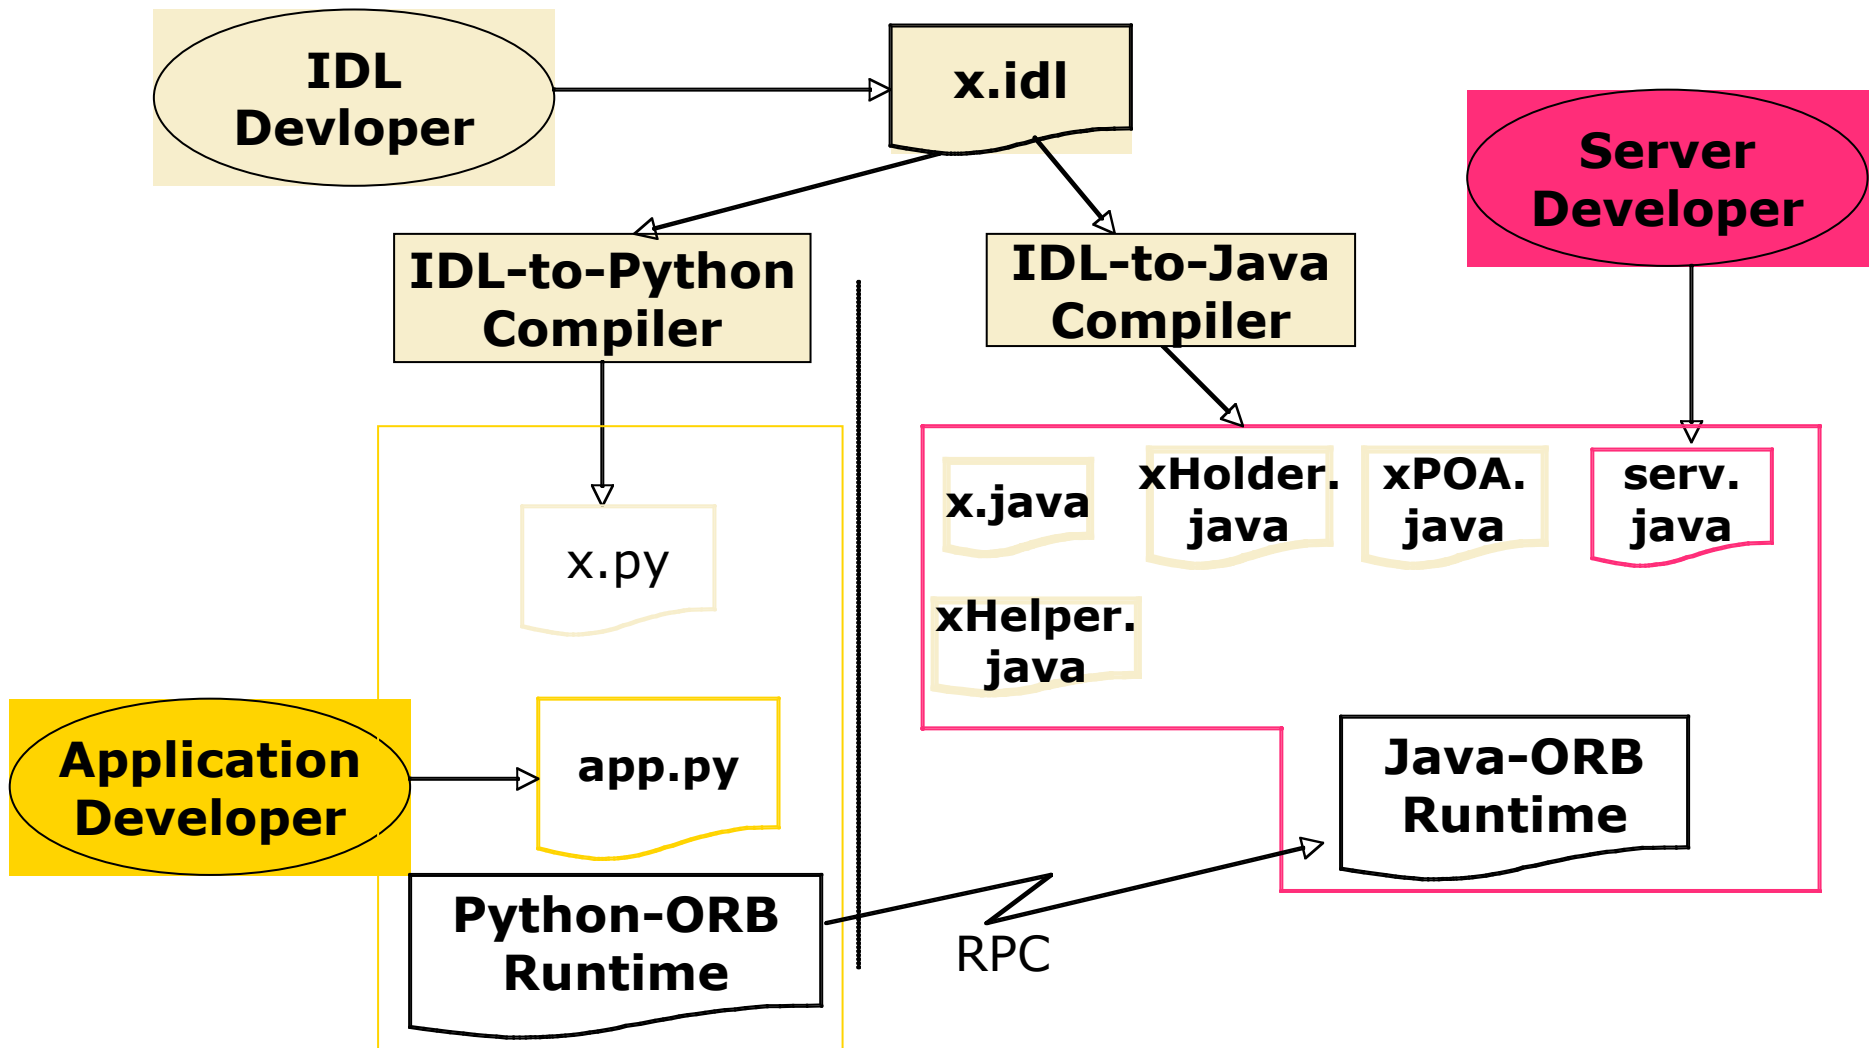 IDL
Devloper
x.idl
Server
Developer
IDL-to-Python
Compiler
IDL-to-Java
Compiler
x.java
xHolder.
java
xPOA.
java
serv.
java
x.py
xHelper.
java
Application
Developer
app.py
Java-ORB
Runtime
Python-ORB
Runtime
RPC